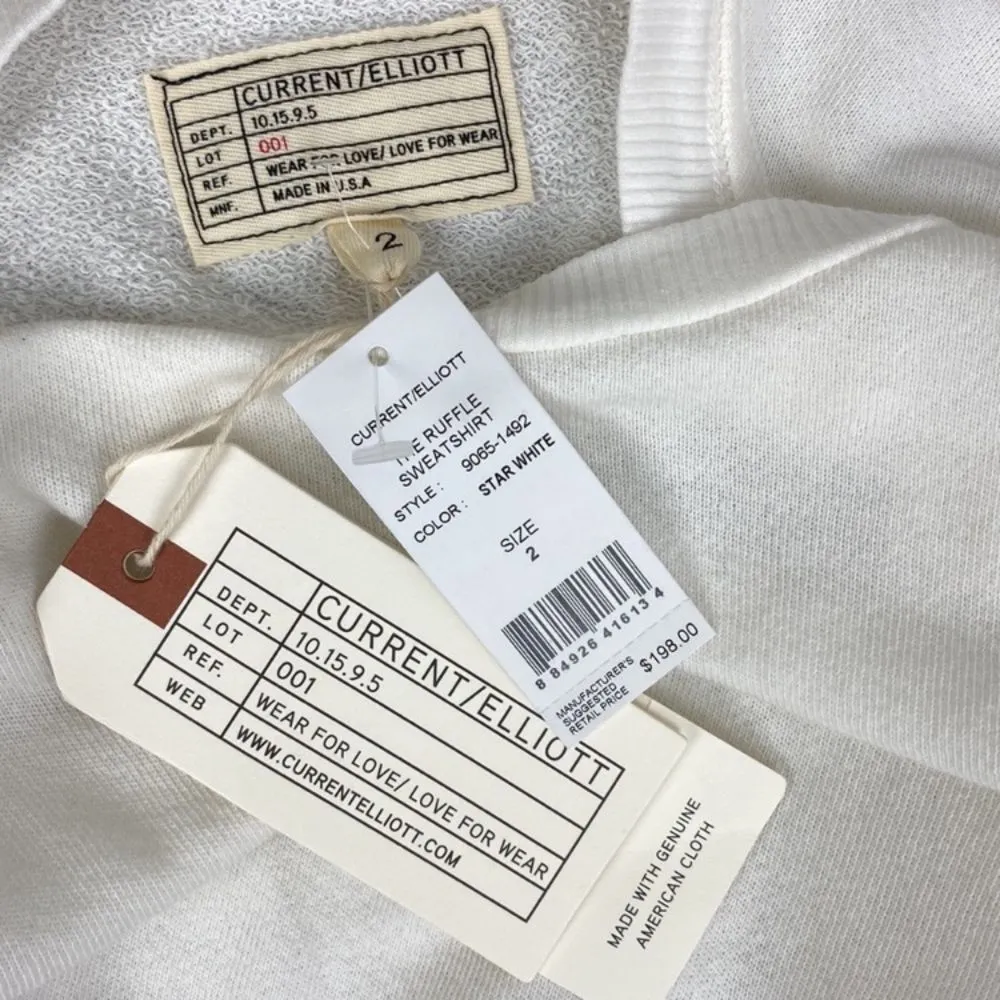 CURRENT/ELLIOTT
DEPT. 10.15.9.5
LOT 001
REF. WEAR FOR LOVE/ LOVE FOR WEAR
MNF. MADE IN U.S.A
2
CURRENT/ELLIOTT
THE RUFFLE
SWEATSHIRT
STYLE : 9065-1492
COLOR : STAR WHITE
SIZE
2
8 84926 41613 4
MANUFACTURER'S
SUGGESTED
RETAIL PRICE
$198.00
CURRENT/ELLIOTT
DEPT. 10.15.9.5
LOT 001
REF. WEAR FOR LOVE/ LOVE FOR WEAR
WEB WWW.CURRENTELLIOTT.COM
MADE WITH GENUINE
AMERICAN CLOTH